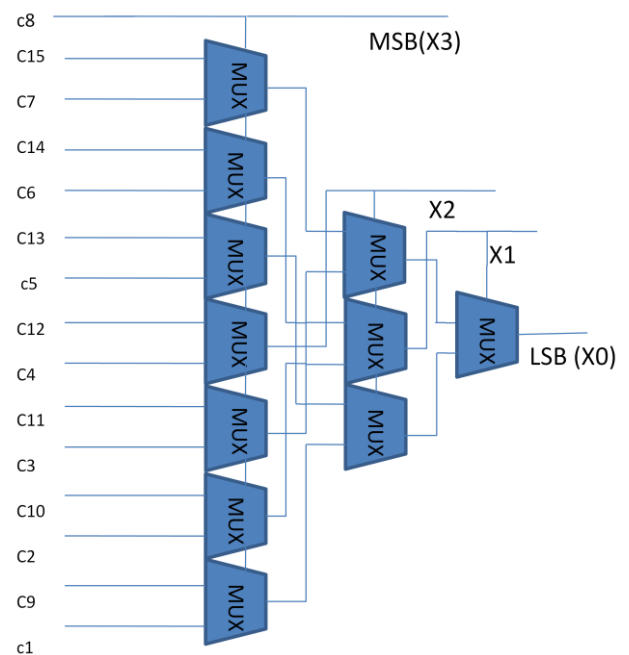 c8
MSB(X3)
C15
MUX
C7
C14
MUX
C6
X2
C13
MUX
MUX
X1
c5
C12
MUX
MUX
MUX
LSB (X0)
C4
C11
MUX
MUX
C3
C10
MUX
C2
C9
MUX
c1